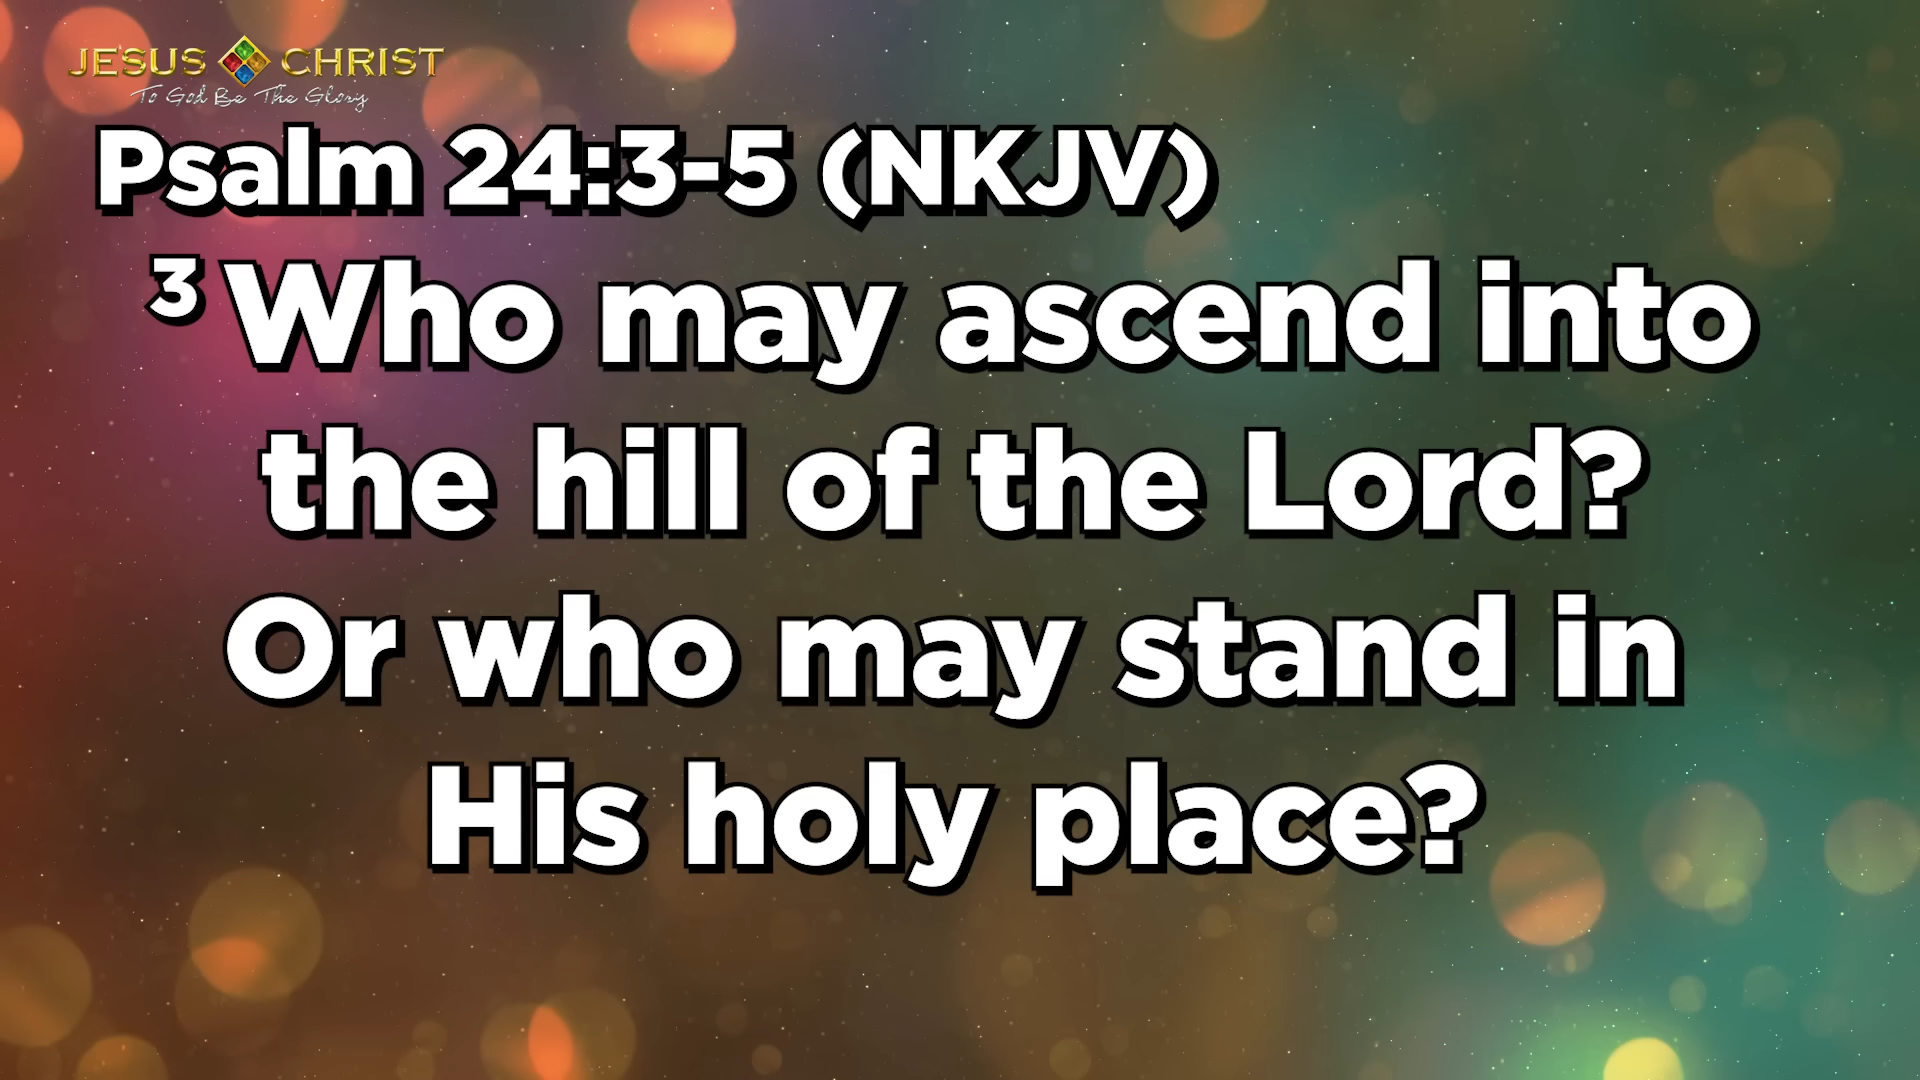 JESUS CHRIST
To God Be The Glory
Psalm 24:3-5 (NKJV)
3 Who may ascend into
the hill of the Lord?
Or who may stand in
His holy place?